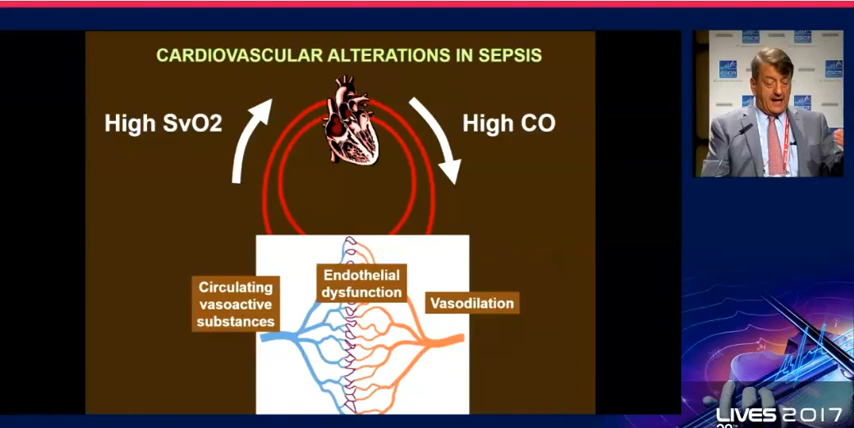 CARDIOVASCULAR ALTERATIONS IN SEPSIS
High SvO2
High CO
Circulating
vasoactive
substances
Endothelial
dysfunction
Vasodilation
LIVES 2017